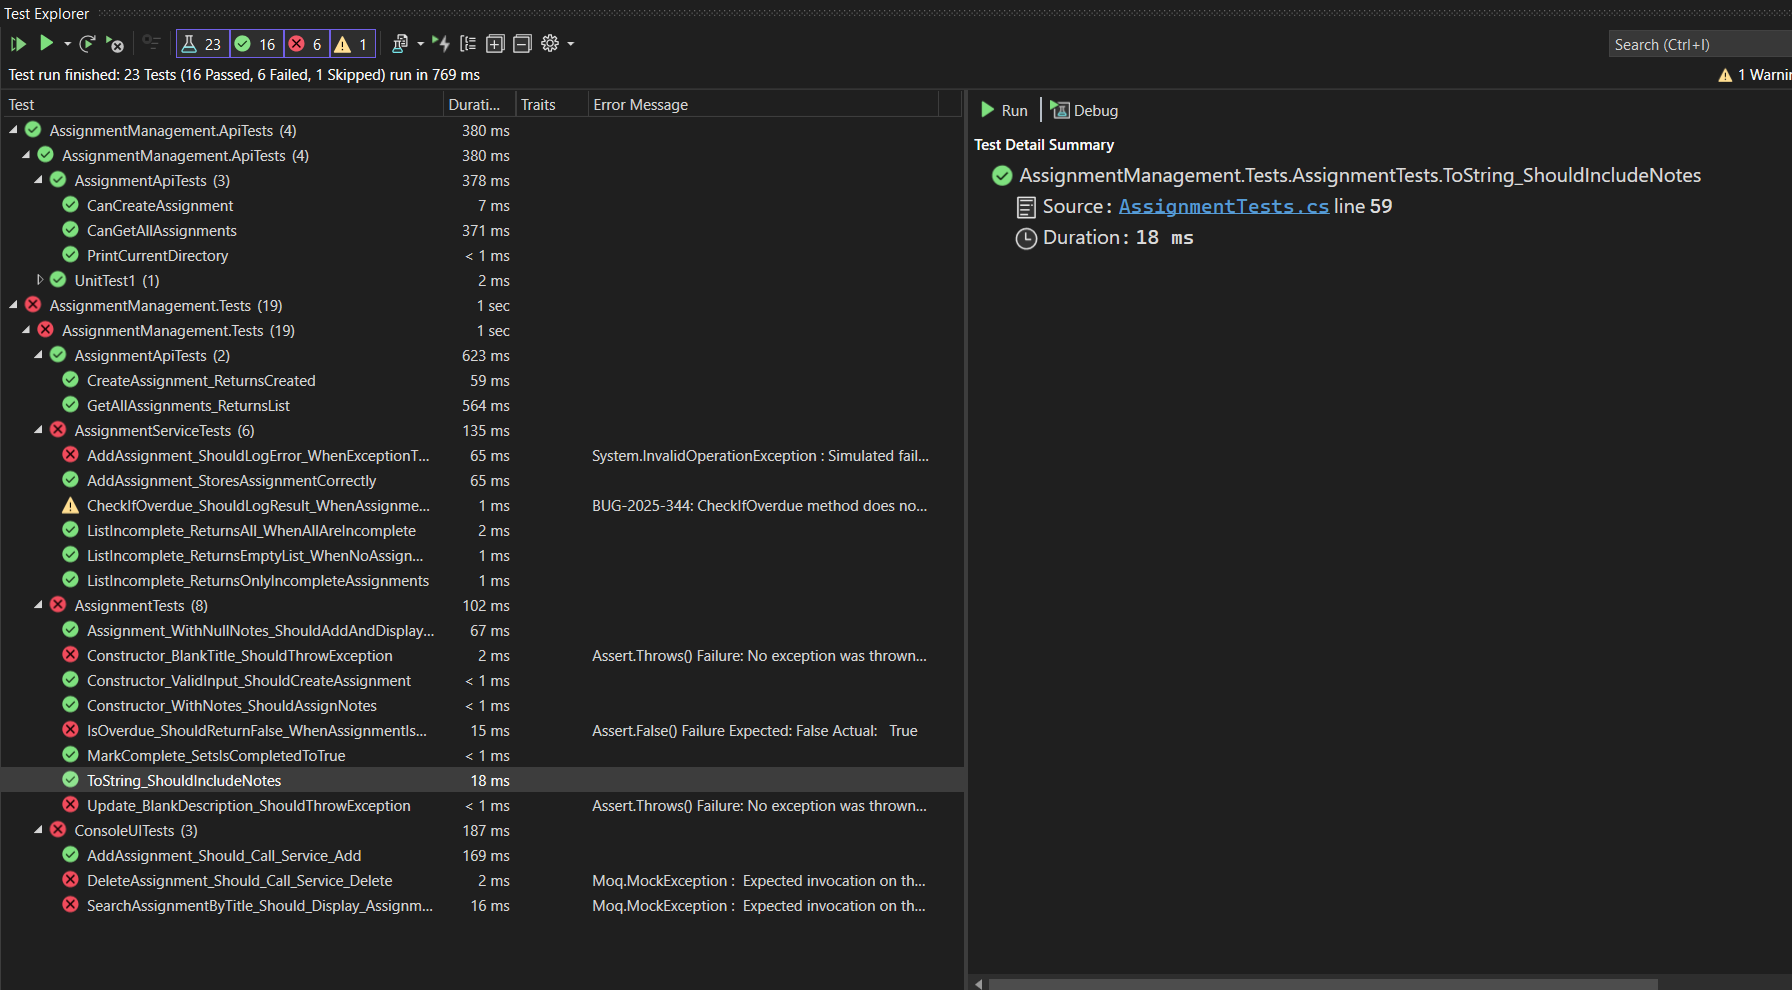 Test Explorer
23 16 6 1
Search (Ctrl+I)
Test run finished: 23 Tests (16 Passed, 6 Failed, 1 Skipped) run in 769 ms
1 Warnin
Test Durati... Traits Error Message
AssignmentManagement.ApiTests (4) 380 ms
AssignmentManagement.ApiTests (4) 380 ms
AssignmentApiTests (3) 378 ms
CanCreateAssignment 7 ms
CanGetAllAssignments 371 ms
PrintCurrentDirectory < 1 ms
UnitTest1 (1) 2 ms
AssignmentManagement.Tests (19) 1 sec
AssignmentManagement.Tests (19) 1 sec
AssignmentApiTests (2) 623 ms
CreateAssignment_ReturnsCreated 59 ms
GetAllAssignments_ReturnsList 564 ms
AssignmentServiceTests (6) 135 ms
AddAssignment_ShouldLogError_WhenExceptionT... 65 ms System.InvalidOperationException : Simulated fail...
AddAssignment_StoresAssignmentCorrectly 65 ms
CheckIfOverdue_ShouldLogResult_WhenAssignme... 1 ms BUG-2025-344: CheckIfOverdue method does no...
ListIncomplete_ReturnsAll_WhenAllAreIncomplete 2 ms
ListIncomplete_ReturnsEmptyList_WhenNoAssign... 1 ms
ListIncomplete_ReturnsOnlyIncompleteAssignments 1 ms
AssignmentTests (8) 102 ms
Assignment_WithNullNotes_ShouldAddAndDisplay... 67 ms
Constructor_BlankTitle_ShouldThrowException 2 ms Assert.Throws() Failure: No exception was thrown...
Constructor_ValidInput_ShouldCreateAssignment < 1 ms
Constructor_WithNotes_ShouldAssignNotes < 1 ms
IsOverdue_ShouldReturnFalse_WhenAssignmentIs... 15 ms Assert.False() Failure Expected: False Actual: True
MarkComplete_SetsIsCompletedToTrue < 1 ms
ToString_ShouldIncludeNotes 18 ms
Update_BlankDescription_ShouldThrowException < 1 ms Assert.Throws() Failure: No exception was thrown...
ConsoleUITests (3) 187 ms
AddAssignment_Should_Call_Service_Add 169 ms
DeleteAssignment_Should_Call_Service_Delete 2 ms Moq.MockException : Expected invocation on th...
SearchAssignmentByTitle_Should_Display_Assignm... 16 ms Moq.MockException : Expected invocation on th...
Run Debug
Test Detail Summary
AssignmentManagement.Tests.AssignmentTests.ToString_ShouldIncludeNotes
Source: AssignmentTests.cs line 59
Duration: 18 ms